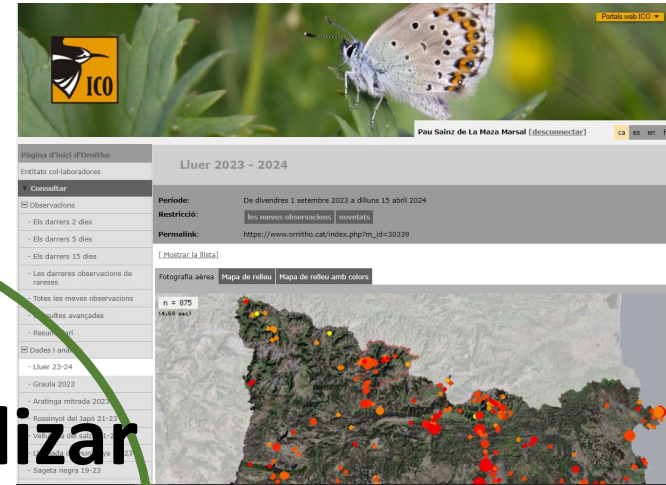 Portals web ICO
ICO
Pau Sainz de La Maza Marsal [desconnectar]
ca es en f
Pàgina d'inici d'Ornitho
Entitats col·laboradores
Consultar
Observacions
- Els darrers 2 dies
- Els darrers 5 dies
- Els darrers 15 dies
- Les darreres observacions de
rareses
- Totes les meves observacions
avançades
- Resum
Dades i
- Lluer 23-24
- Graula 2023
- Aratinga mitrada 2023
- Rossinyol del Japó 21-23
- Sageta negra 19-23
Lluer 2023 - 2024
Període: De divendres 1 setembre 2023 a dilluns 15 abril 2024
Restricció: les meves observacions novetats
Permalink: https://www.ornitho.cat/index.php?m_id=30339
[ Mostrar la llista]
Fotografia aèrea Mapa de relleu Mapa de relleu amb colors
n = 875
(4.60 sec)
lizar